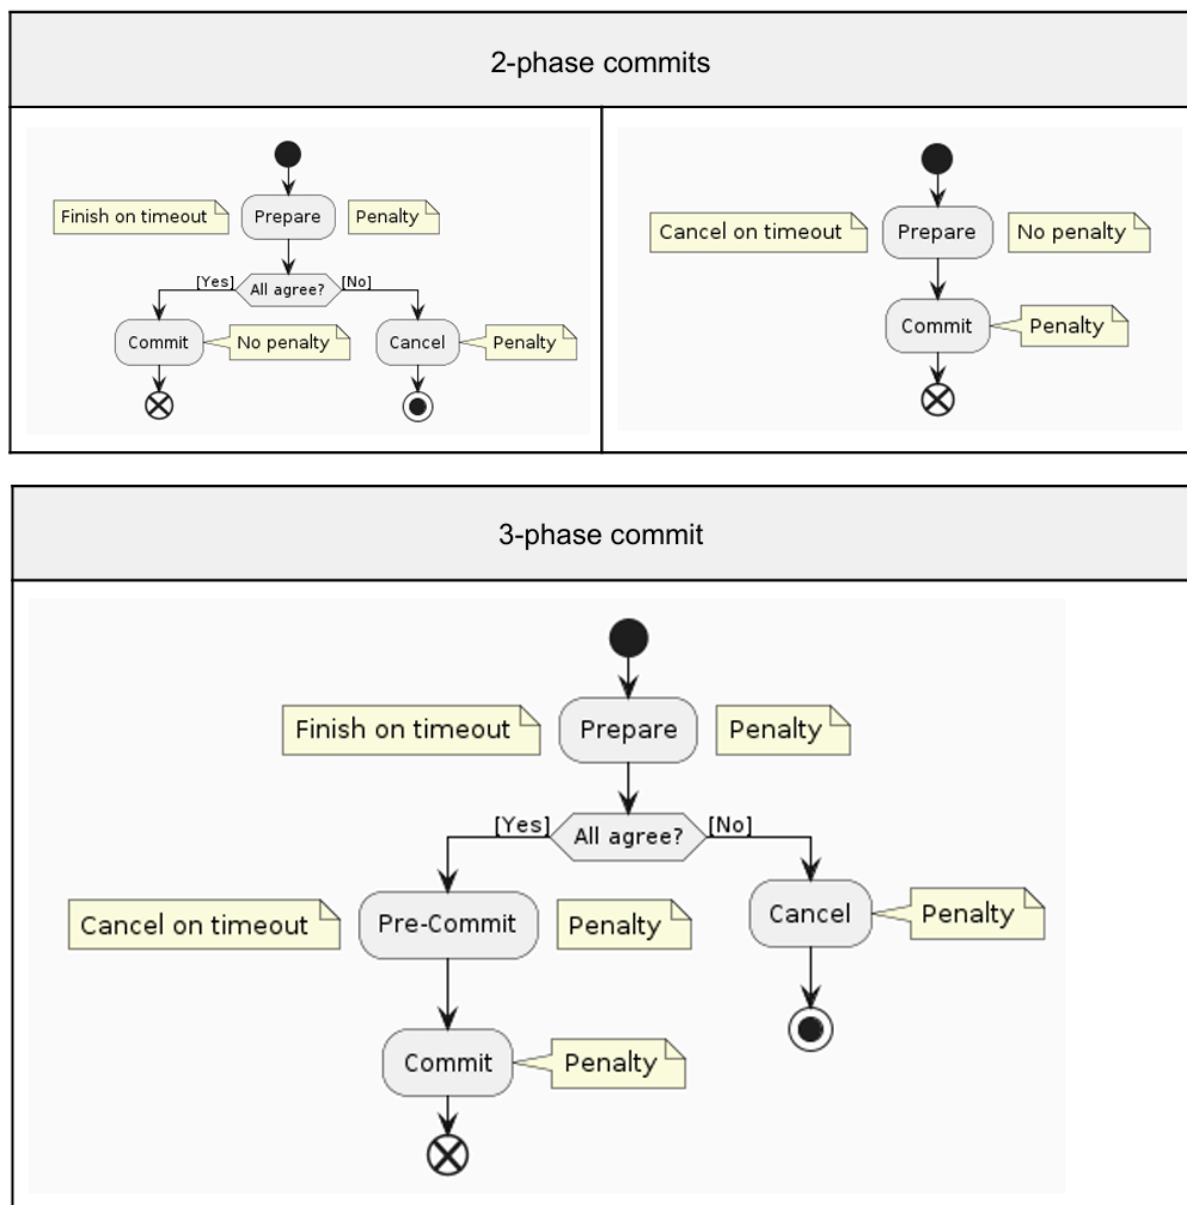 2-phase commits
Finish on timeout
Prepare
Penalty
[Yes]
All agree?
[No]
Commit
No penalty
Cancel
Penalty
Cancel on timeout
Prepare
No penalty
Commit
Penalty
3-phase commit
Finish on timeout
Prepare
Penalty
[Yes]
All agree?
[No]
Cancel on timeout
Pre-Commit
Penalty
Cancel
Penalty
Commit
Penalty